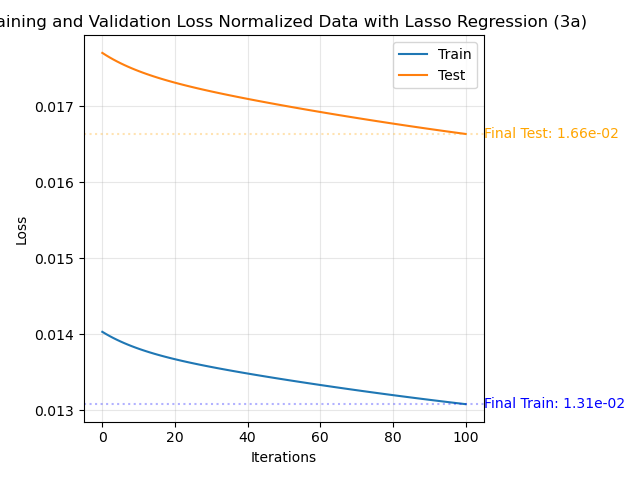 aining and Validation Loss Normalized Data with Lasso Regression (3a)
Train
Test
0.017
0.016
0.015
0.014
0.013
Loss
Final Test: 1.66e-02
Final Train: 1.31e-02
0 20 40 60 80 100
Iterations